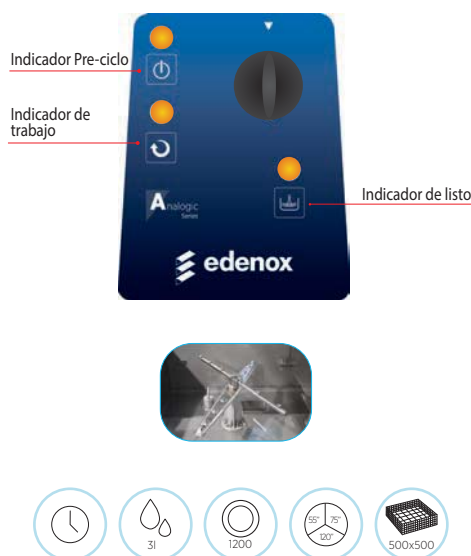 Indicador Pre-ciclo
Indicador de
trabajo
Indicador de listo
Analogic
Series
edenox
3l
1200
55" 75"
120"
500x500